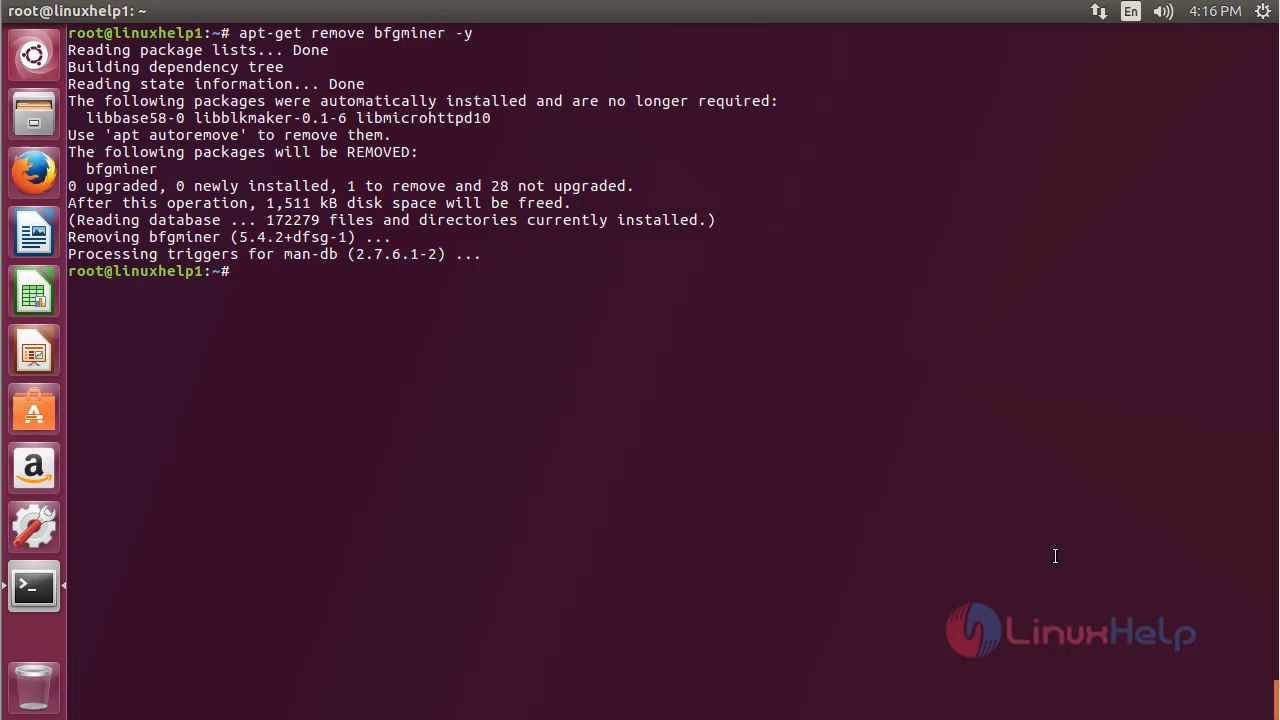 root@linuxhelp1: ~
En
4:16 PM
root@linuxhelp1:~# apt-get remove bfgminer -y
Reading package lists... Done
Building dependency tree
Reading state information... Done
The following packages were automatically installed and are no longer required:
  libbase58-0 libblkmaker-0.1-6 libmicrohttpd10
Use 'apt autoremove' to remove them.
The following packages will be REMOVED:
  bfgminer
0 upgraded, 0 newly installed, 1 to remove and 28 not upgraded.
After this operation, 1,511 kB disk space will be freed.
(Reading database ... 172279 files and directories currently installed.)
Removing bfgminer (5.4.2+dfsg-1) ...
Processing triggers for man-db (2.7.6.1-2) ...
root@linuxhelp1:~#
LinuxHelp